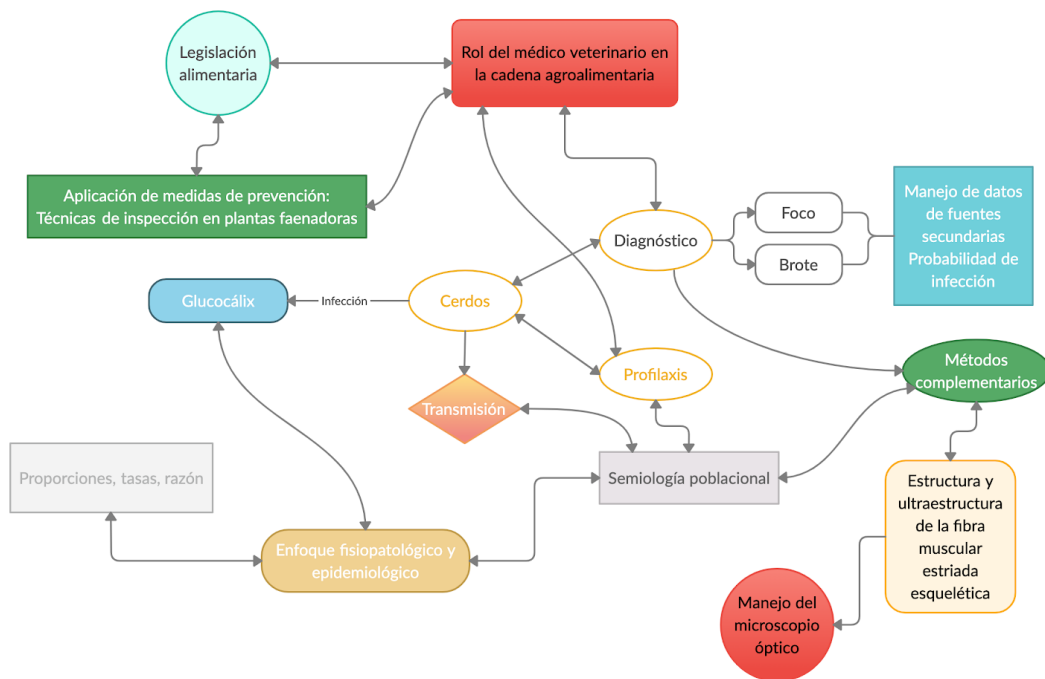 Legislación
alimentaria
Rol del médico veterinario en
la cadena agroalimentaria
Aplicación de medidas de prevención:
Técnicas de inspección en plantas faenadoras
Diagnóstico
Foco
Brote
Manejo de datos
de fuentes
secundarias
Probabilidad de
infección
Glucocálix
Infección
Cerdos
Profilaxis
Métodos
complementarios
Transmisión
Proporciones, tasas, razón
Semiología poblacional
Estructura y
ultraestructura
de la fibra
muscular
estriada
esquelética
Enfoque fisiopatológico y
epidemiológico
Manejo del
microscopio
óptico